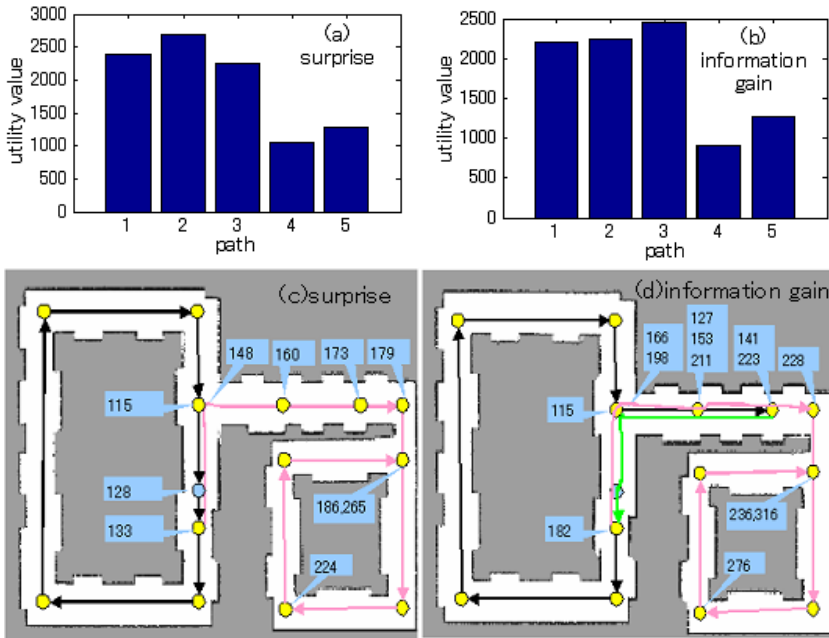 3000
2500
2000
1500
1000
500
0
utility value
(a)
surprise
1 2 3 4 5
path
2500
2000
1500
1000
500
0
utility value
(b)
information
gain
1 2 3 4 5
path
(c)surprise
148
160
173
179
115
128
133
186,265
224
(d)information gain
166
198
127
153
211
141
223
228
115
182
236,316
276